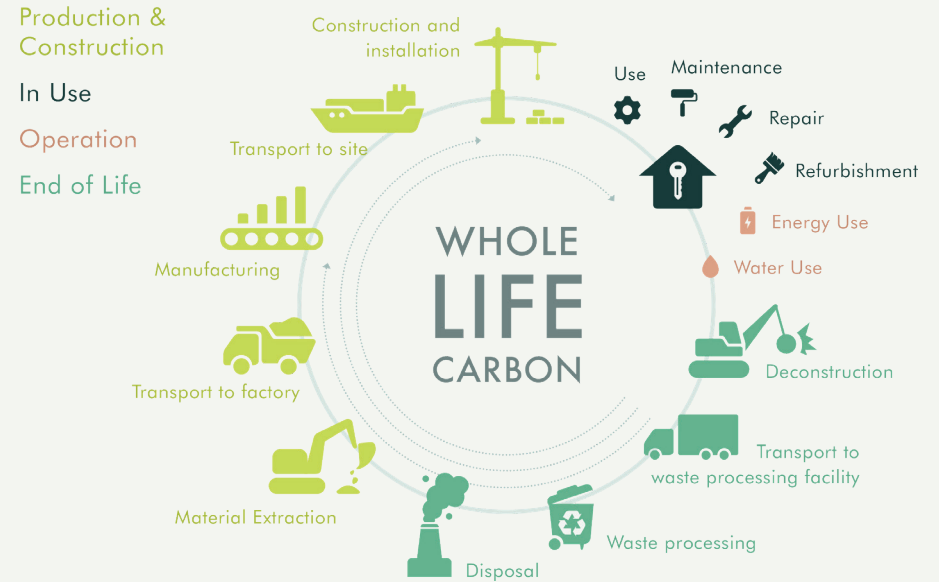 Production &
Construction
In Use
Operation
End of Life
Construction and
installation
Transport to site
Manufacturing
Transport to factory
Material Extraction
Use
Maintenance
Repair
Refurbishment
Energy Use
Water Use
Deconstruction
Transport to
waste processing facility
Waste processing
Disposal
WHOLE
LIFE
CARBON